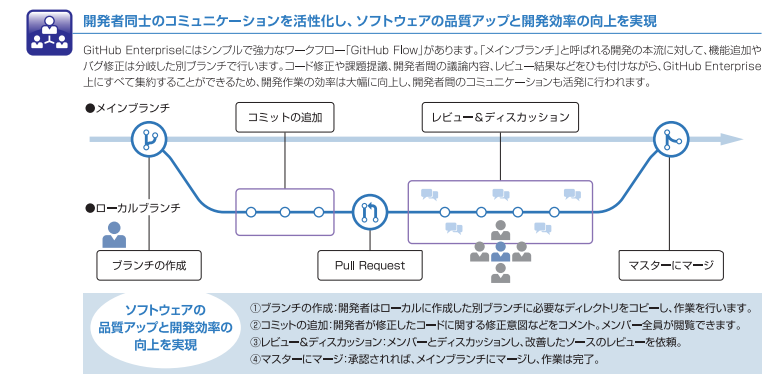 開発者同士のコミュニケーションを活性化し、ソフトウェアの品質アップと開発効率の向上を実現
GitHub Enterpriseにはシンプルで強力なワークフロー「GitHub Flow」があります。「メインブランチ」と呼ばれる開発の本流に対して、機能追加や
バグ修正は分岐した別ブランチで行います。コード修正や課題提議、開発者間の議論内容、レビュー結果などをひも付けながら、GitHub Enterprise
上にすべて集約することができるため、開発作業の効率は大幅に向上し、開発者間のコミュニケーションも活発に行われます。
●メインブランチ
コミットの追加
レビュー&ディスカッション
●ローカルブランチ
ブランチの作成
Pull Request
マスターにマージ
ソフトウェアの
品質アップと開発効率の
向上を実現
①ブランチの作成:開発者はローカルに作成した別ブランチに必要なディレクトリをコピーし、作業を行います。
②コミットの追加:開発者が修正したコードに関する修正意図などをコメント。メンバー全員が閲覧できます。
③レビュー&ディスカッション:メンバーとディスカッションし、改善したソースのレビューを依頼。
④マスターにマージ:承認されれば、メインブランチにマージし、作業は完了。